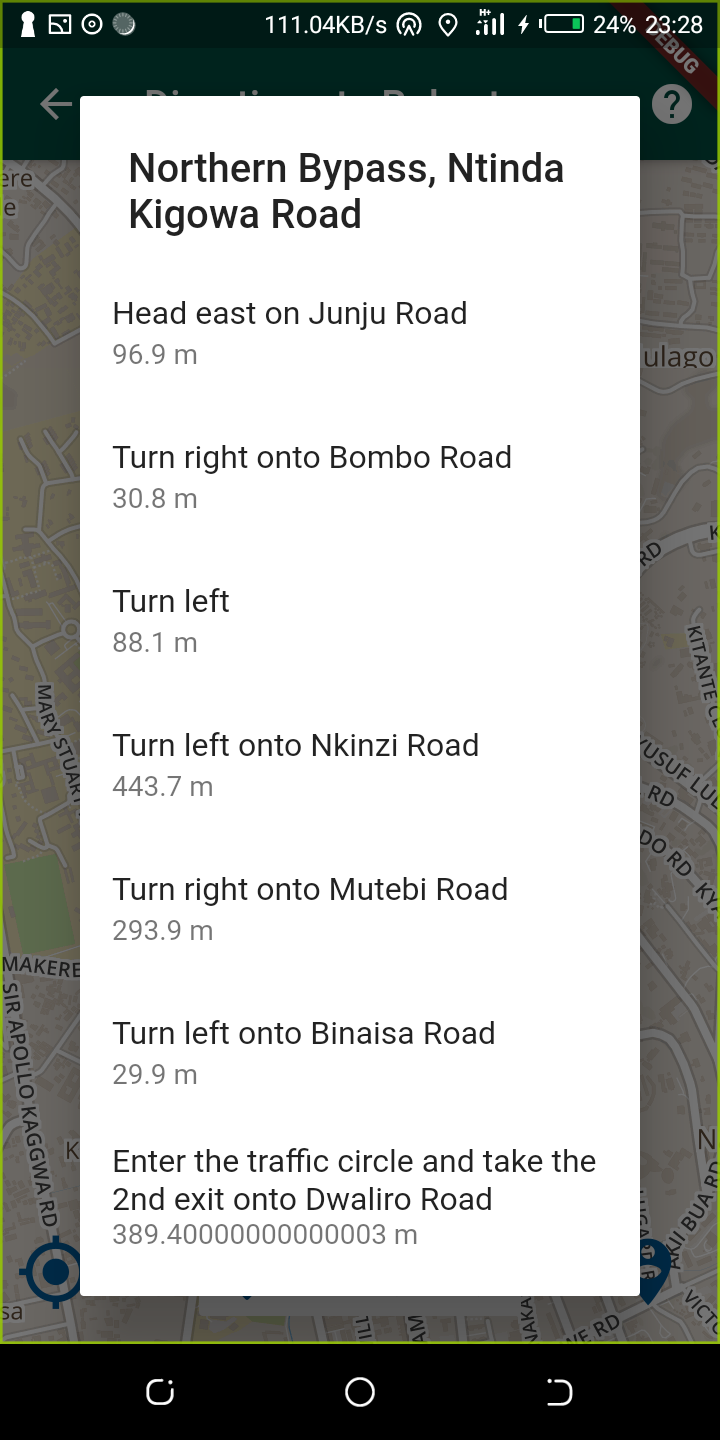 111.04KB/s H+ 24% 23:28
DEBUG
Northern Bypass, Ntinda
Kigowa Road
Head east on Junju Road
96.9 m
Turn right onto Bombo Road
30.8 m
Turn left
88.1 m
Turn left onto Nkinzi Road
443.7 m
Turn right onto Mutebi Road
293.9 m
Turn left onto Binaisa Road
29.9 m
Enter the traffic circle and take the
2nd exit onto Dwaliro Road
389.40000000000003 m
ere
e
ulago
RD
KITANTE
MARY STUART
YUSUF LUL
RD
DO RD
KY
MAKERE
SIR APOLLO KAGGWA RD
K
N
AKII BUA RD
sa
VICTO
NAKA
WE RD